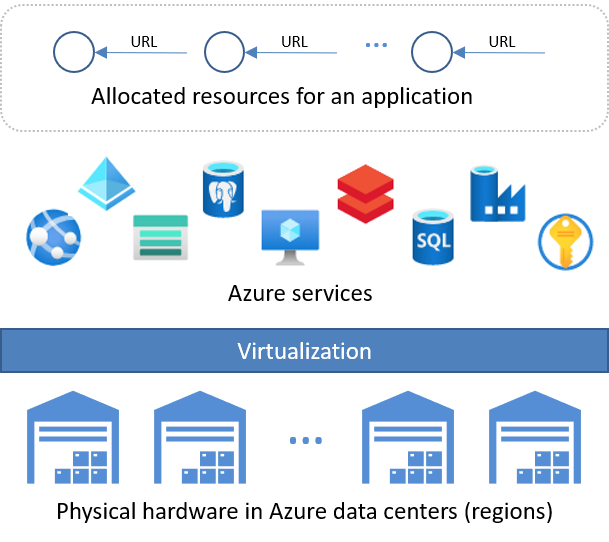 URL URL ... URL
Allocated resources for an application
SQL
Azure services
Virtualization
...
Physical hardware in Azure data centers (regions)